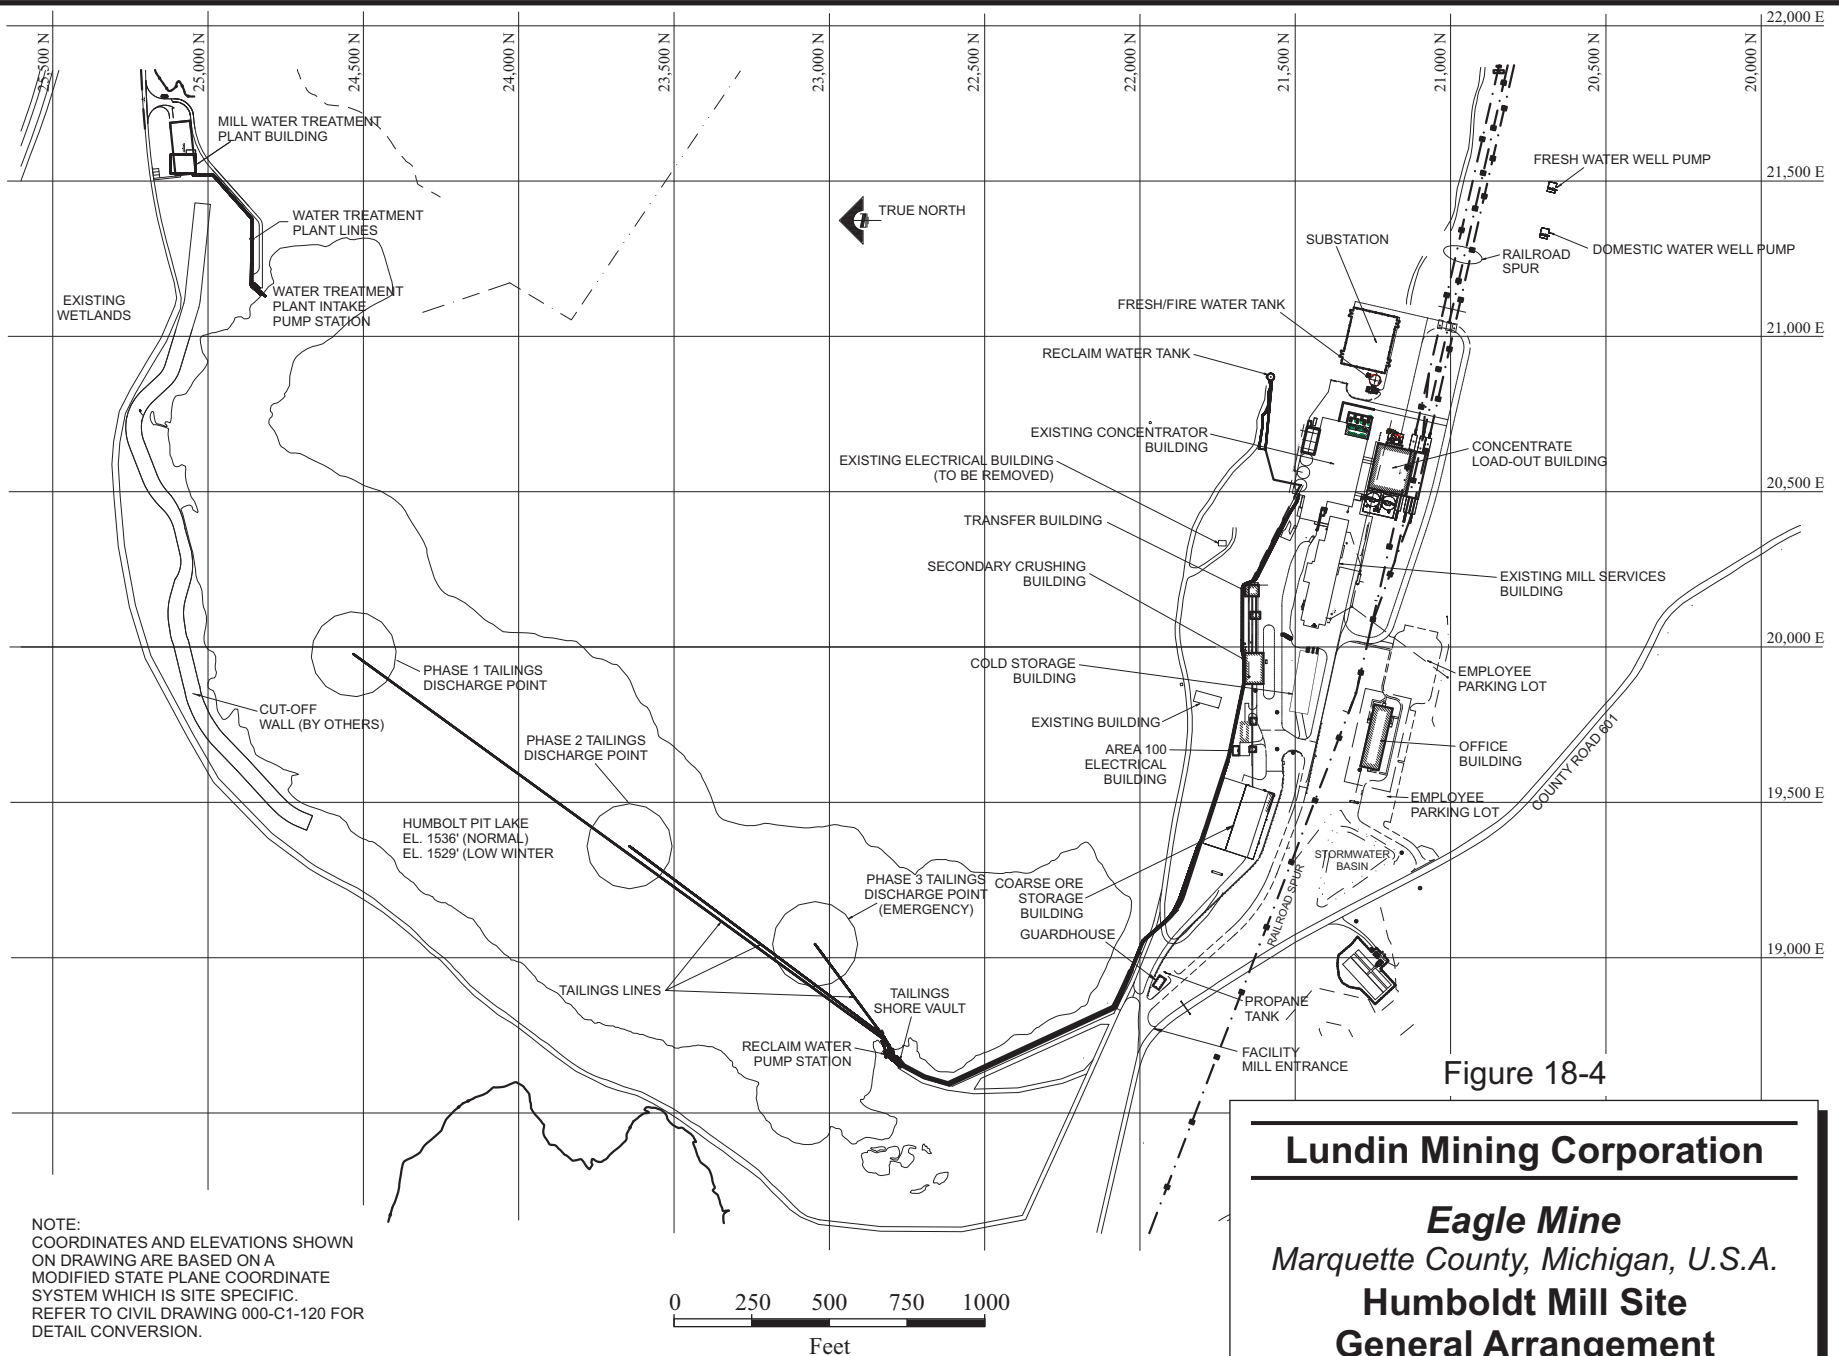 22,000 E
25,500 N
25,000 N
24,500 N
24,000 N
23,500 N
23,000 N
22,500 N
22,000 N
21,500 N
21,000 N
20,500 N
20,000 N
MILL WATER TREATMENT
PLANT BUILDING
FRESH WATER WELL PUMP
21,500 E
WATER TREATMENT
PLANT LINES
TRUE NORTH
SUBSTATION
DOMESTIC WATER WELL PUMP
RAILROAD
SPUR
EXISTING
WETLANDS
WATER TREATMENT
PLANT INTAKE
PUMP STATION
FRESH/FIRE WATER TANK
21,000 E
RECLAIM WATER TANK
EXISTING CONCENTRATOR
BUILDING
CONCENTRATE
LOAD-OUT BUILDING
EXISTING ELECTRICAL BUILDING
(TO BE REMOVED)
20,500 E
TRANSFER BUILDING
SECONDARY CRUSHING
BUILDING
EXISTING MILL SERVICES
BUILDING
20,000 E
PHASE 1 TAILINGS
DISCHARGE POINT
COLD STORAGE
BUILDING
EMPLOYEE
PARKING LOT
CUT-OFF
WALL (BY OTHERS)
EXISTING BUILDING
PHASE 2 TAILINGS
DISCHARGE POINT
AREA 100
ELECTRICAL
BUILDING
OFFICE
BUILDING
COUNTY ROAD 601
19,500 E
EMPLOYEE
PARKING LOT
HUMBOLT PIT LAKE
EL. 1536' (NORMAL)
EL. 1529' (LOW WINTER
STORMWATER
BASIN
PHASE 3 TAILINGS
DISCHARGE POINT
(EMERGENCY)
COARSE ORE
STORAGE
BUILDING
RAILROAD SPUR
GUARDHOUSE
19,000 E
TAILINGS LINES
TAILINGS
SHORE VAULT
PROPANE
TANK
RECLAIM WATER
PUMP STATION
FACILITY
MILL ENTRANCE
Figure 18-4
Lundin Mining Corporation
Eagle Mine
Marquette County, Michigan, U.S.A.
Humboldt Mill Site
General Arrangement
NOTE:
COORDINATES AND ELEVATIONS SHOWN
ON DRAWING ARE BASED ON A
MODIFIED STATE PLANE COORDINATE
SYSTEM WHICH IS SITE SPECIFIC.
REFER TO CIVIL DRAWING 000-C1-120 FOR
DETAIL CONVERSION.
0 250 500 750 1000
Feet